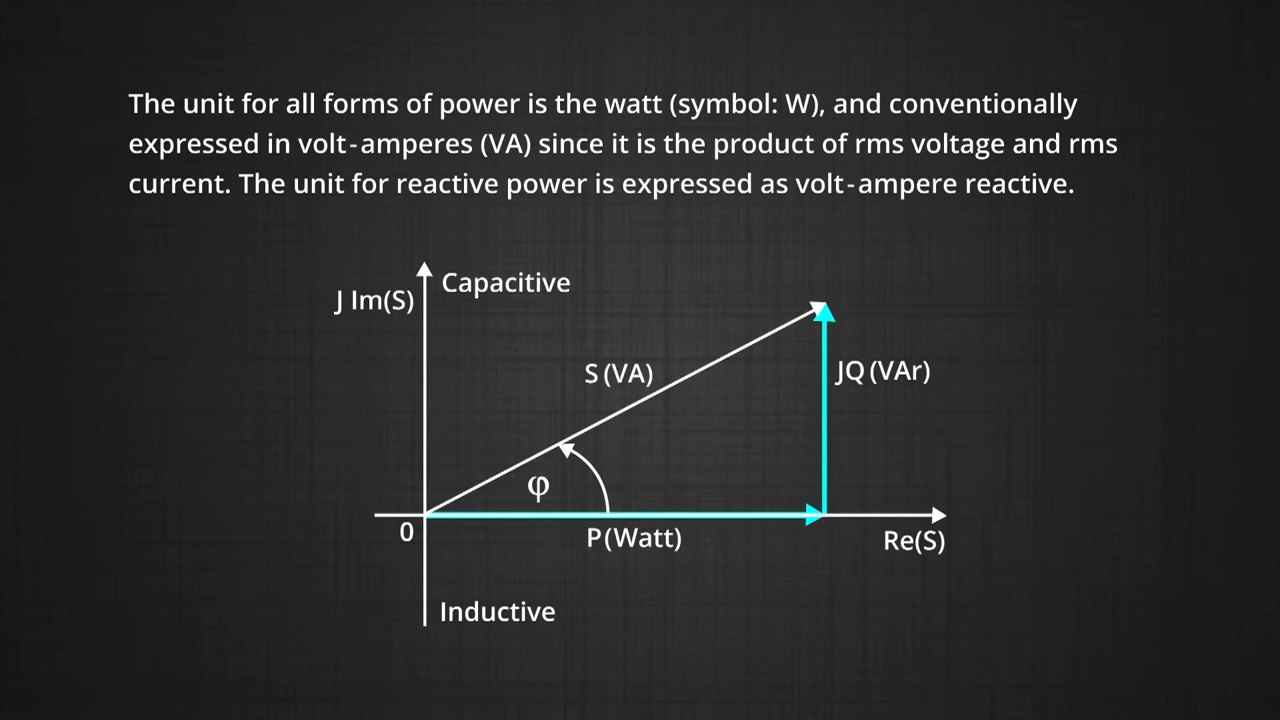 The unit for all forms of power is the watt (symbol: W), and conventionally
expressed in volt-amperes (VA) since it is the product of rms voltage and rms
current. The unit for reactive power is expressed as volt-ampere reactive.
Capacitive
J Im(S)
S (VA)
JQ (VAr)
φ
0
P (Watt)
Re(S)
Inductive